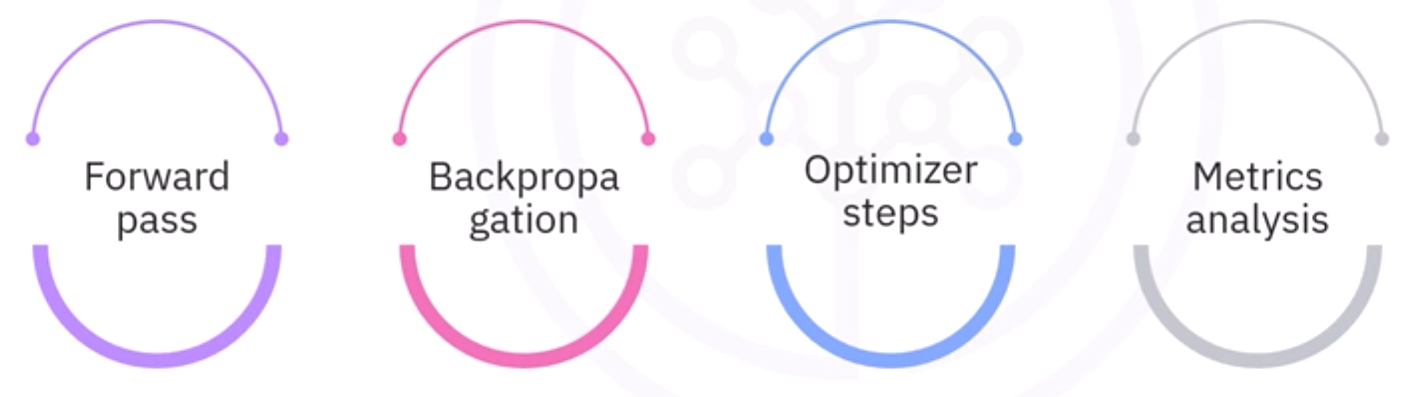 Forward
pass
Backpropa
gation
Optimizer
steps
Metrics
analysis